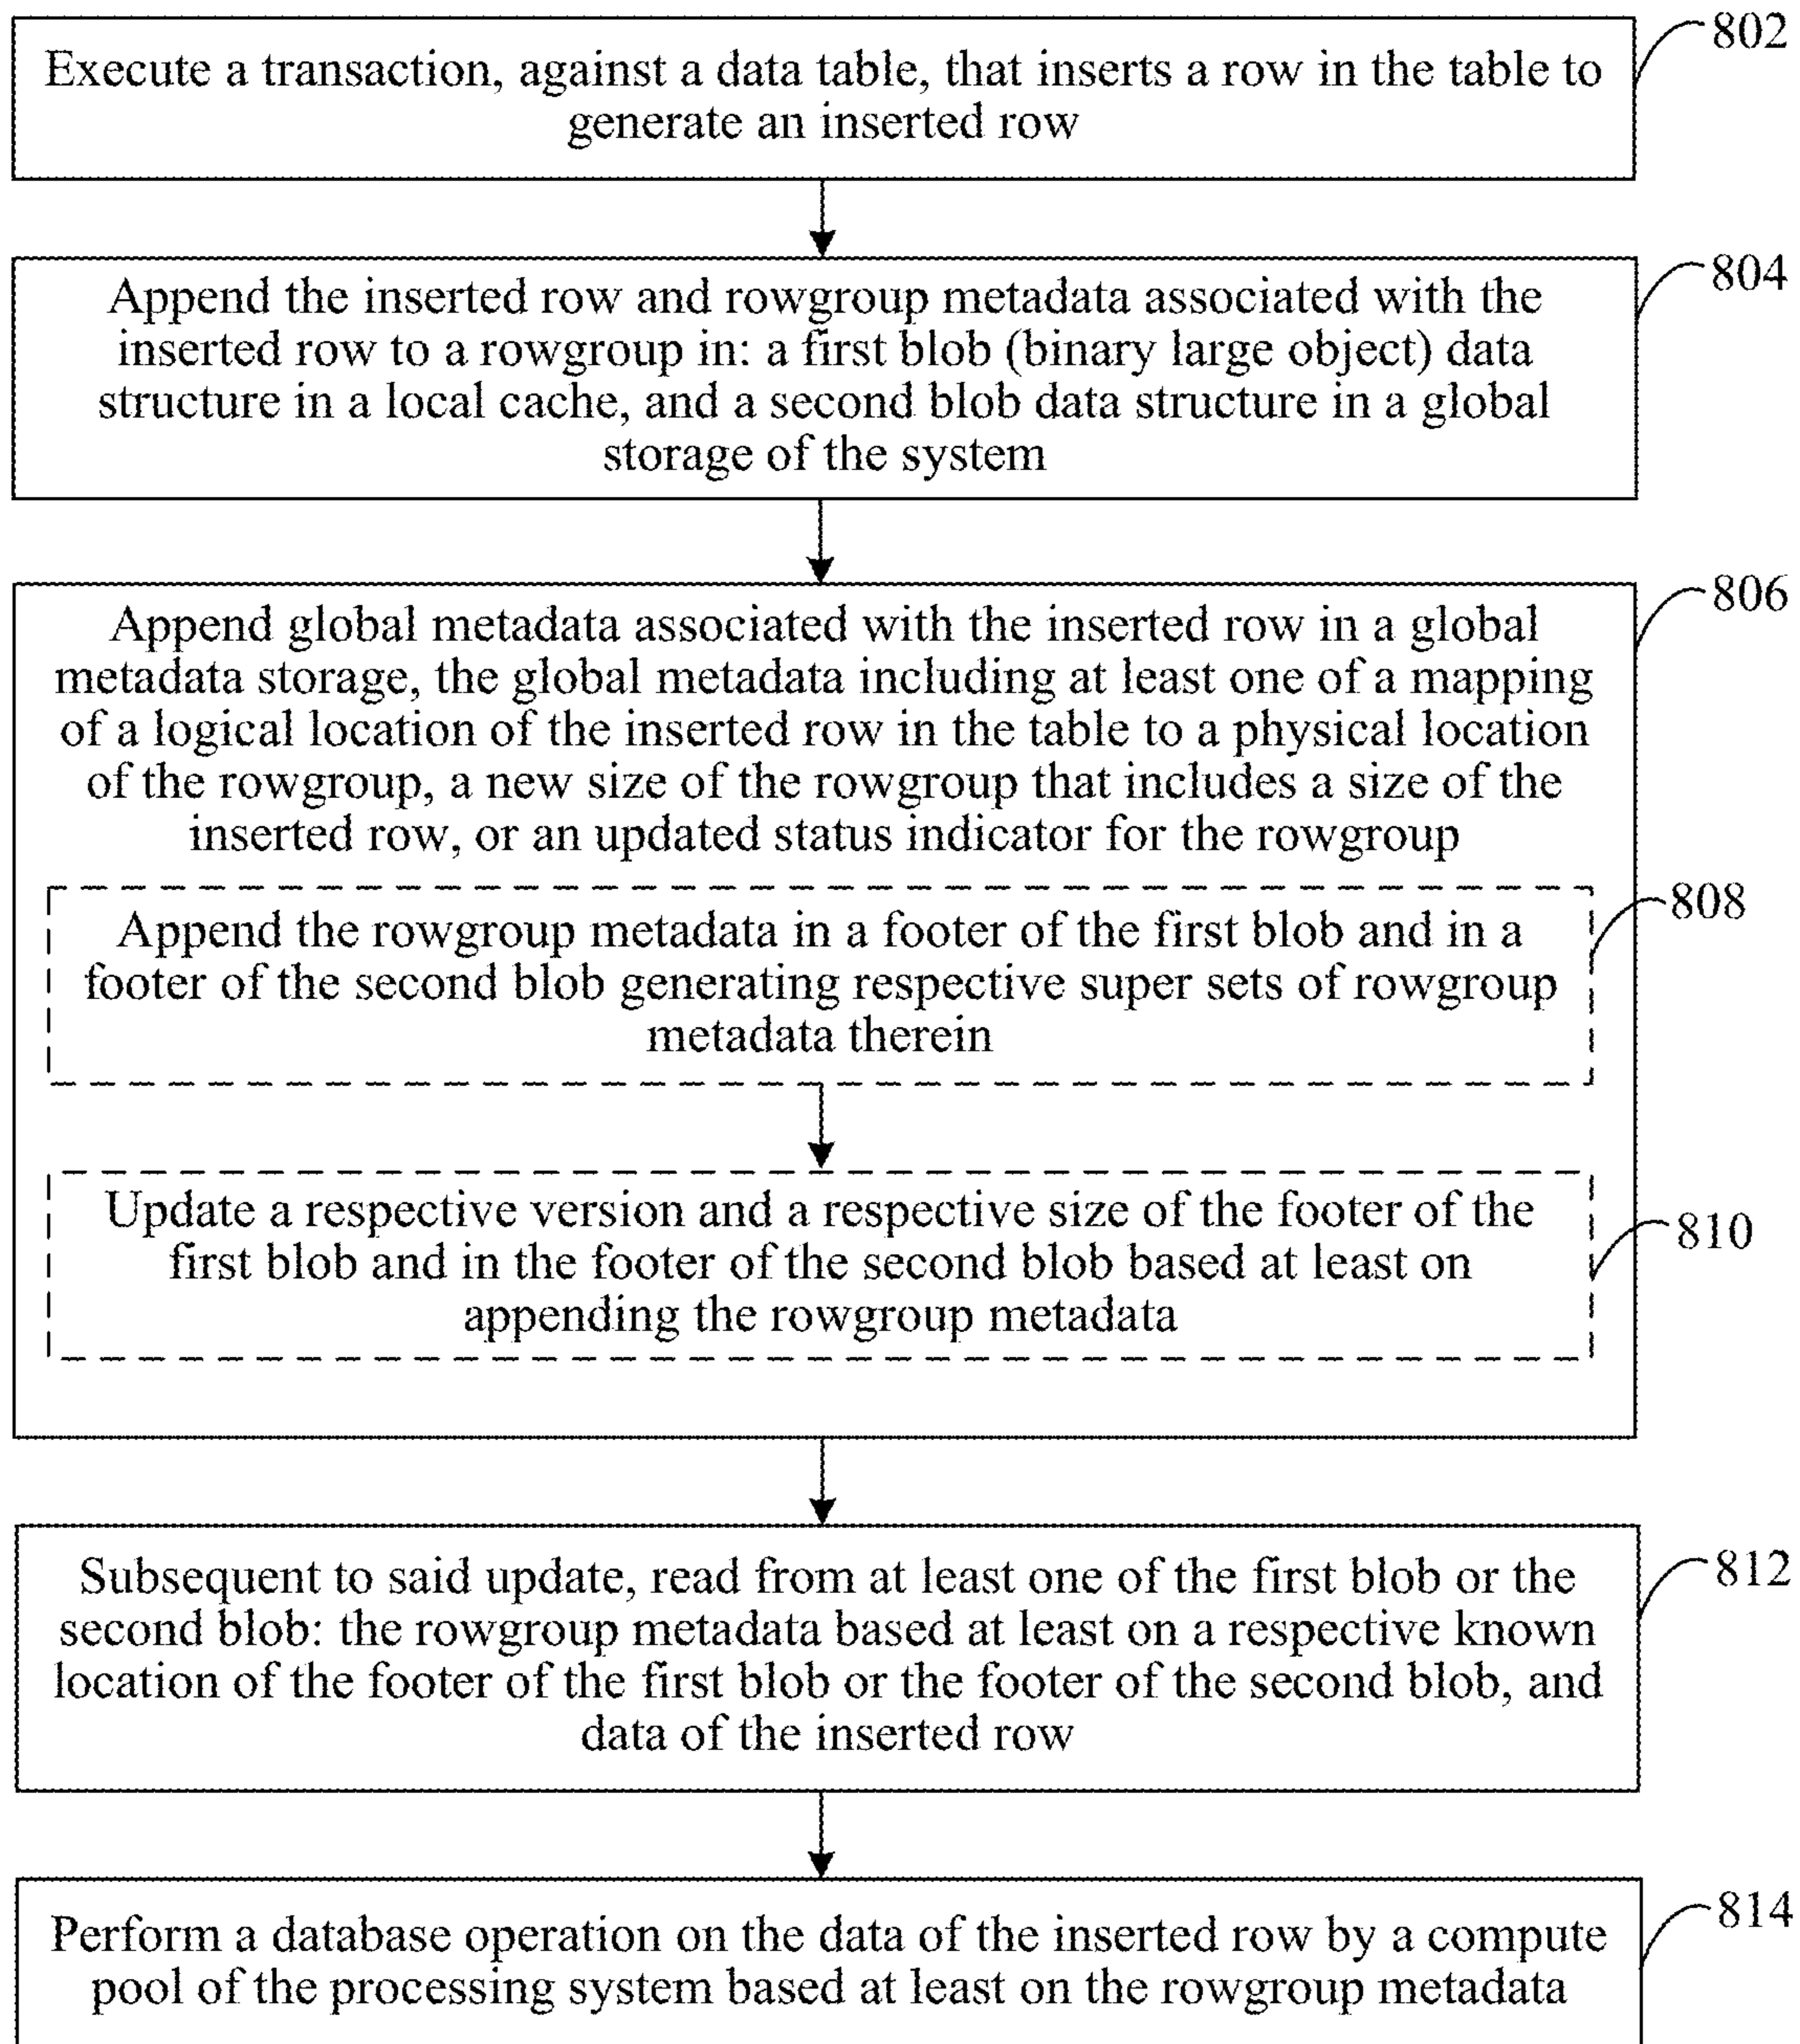 802
Execute a transaction, against a data table, that inserts a row in the table to
generate an inserted row
804
Append the inserted row and rowgroup metadata associated with the
inserted row to a rowgroup in: a first blob (binary large object) data
structure in a local cache, and a second blob data structure in a global
storage of the system
806
Append global metadata associated with the inserted row in a global
metadata storage, the global metadata including at least one of a mapping
of a logical location of the inserted row in the table to a physical location
of the rowgroup, a new size of the rowgroup that includes a size of the
inserted row, or an updated status indicator for the rowgroup
808
Append the rowgroup metadata in a footer of the first blob and in a
footer of the second blob generating respective super sets of rowgroup
metadata therein
810
Update a respective version and a respective size of the footer of the
first blob and in the footer of the second blob based at least on
appending the rowgroup metadata
812
Subsequent to said update, read from at least one of the first blob or the
second blob: the rowgroup metadata based at least on a respective known
location of the footer of the first blob or the footer of the second blob, and
data of the inserted row
814
Perform a database operation on the data of the inserted row by a compute
pool of the processing system based at least on the rowgroup metadata